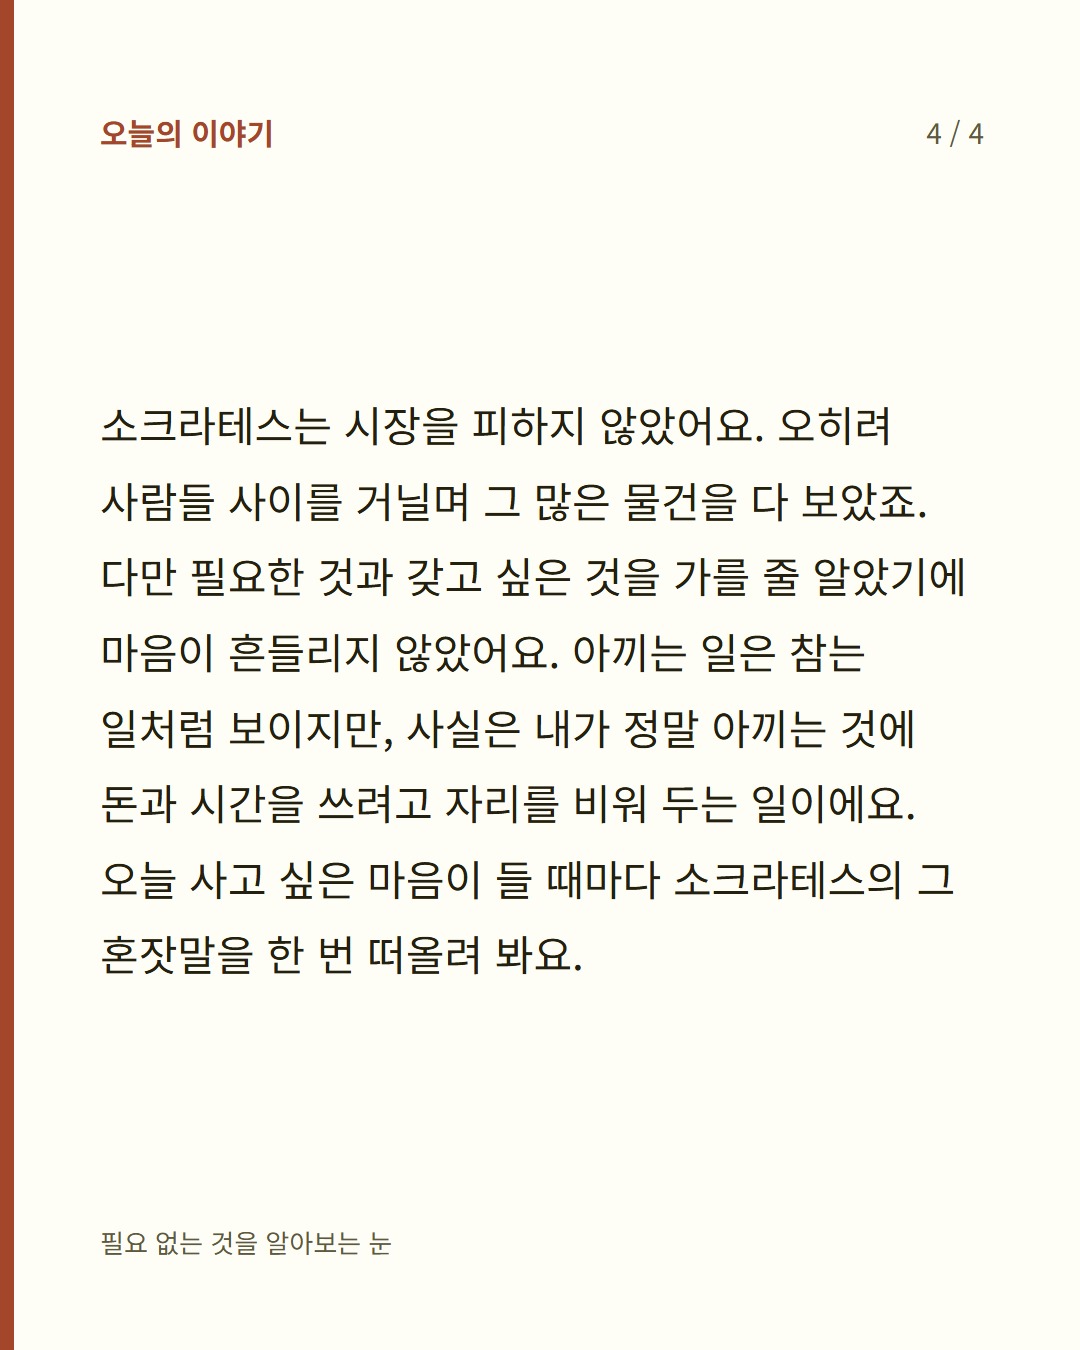 오늘의 이야기
4 / 4
소크라테스는 시장을 피하지 않았어요. 오히려
사람들 사이를 거닐며 그 많은 물건을 다 보았죠.
다만 필요한 것과 갖고 싶은 것을 가를 줄 알았기에
마음이 흔들리지 않았어요. 아끼는 일은 참는
일처럼 보이지만, 사실은 내가 정말 아끼는 것에
돈과 시간을 쓰려고 자리를 비워 두는 일이에요.
오늘 사고 싶은 마음이 들 때마다 소크라테스의 그
혼잣말을 한 번 떠올려 봐요.
필요 없는 것을 알아보는 눈